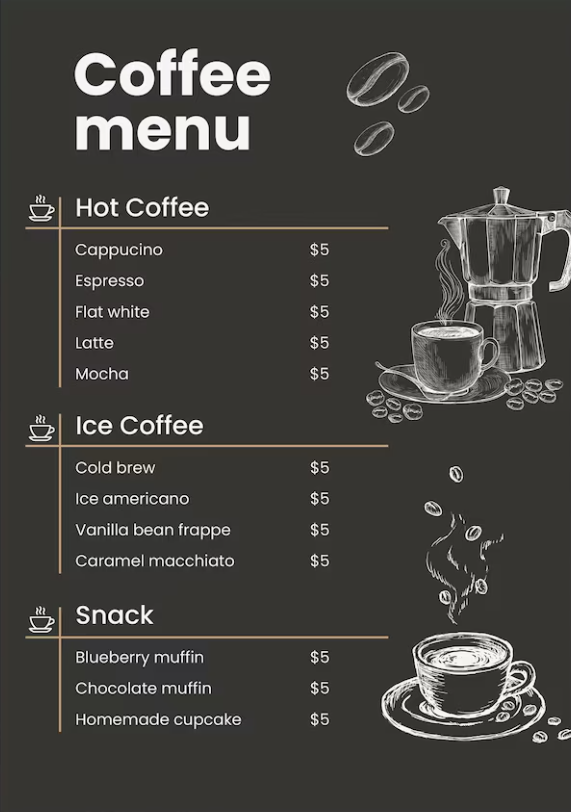 Coffee
menu
Hot Coffee
Cappucino $5
Espresso $5
Flat white $5
Latte $5
Mocha $5
Ice Coffee
Cold brew $5
Ice americano $5
Vanilla bean frappe $5
Caramel macchiato $5
Snack
Blueberry muffin $5
Chocolate muffin $5
Homemade cupcake $5